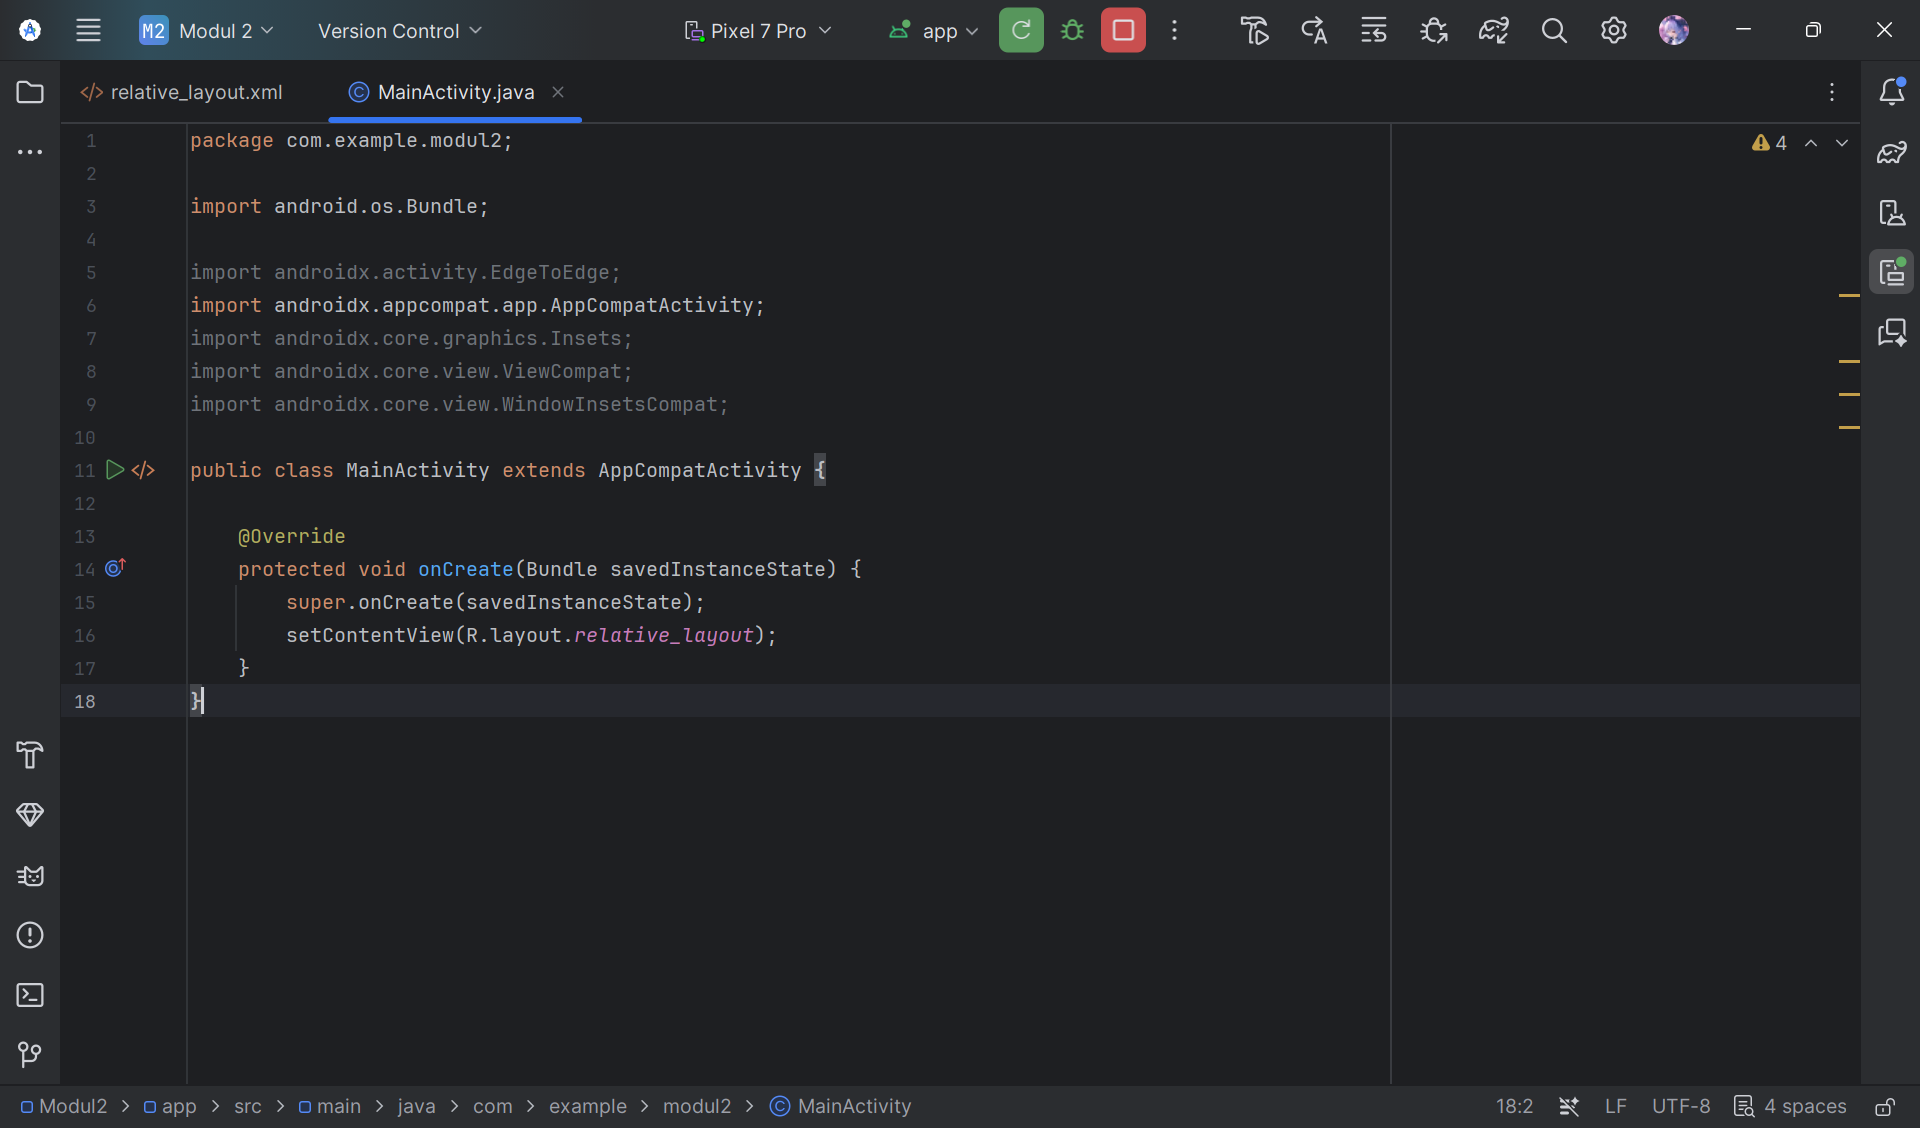 M2 Modul 2 Version Control Pixel 7 Pro app
relative_layout.xml MainActivity.java
4
1 package com.example.modul2;
2
3 import android.os.Bundle;
4
5 import androidx.activity.EdgeToEdge;
6 import androidx.appcompat.app.AppCompatActivity;
7 import androidx.core.graphics.Insets;
8 import androidx.core.view.ViewCompat;
9 import androidx.core.view.WindowInsetsCompat;
10
11 public class MainActivity extends AppCompatActivity {
12
13 @Override
14 protected void onCreate(Bundle savedInstanceState) {
15 super.onCreate(savedInstanceState);
16 setContentView(R.layout.relative_layout);
17 }
18 }
Modul2 > app > src > main > java > com > example > modul2 > MainActivity 18:2 LF UTF-8 4 spaces